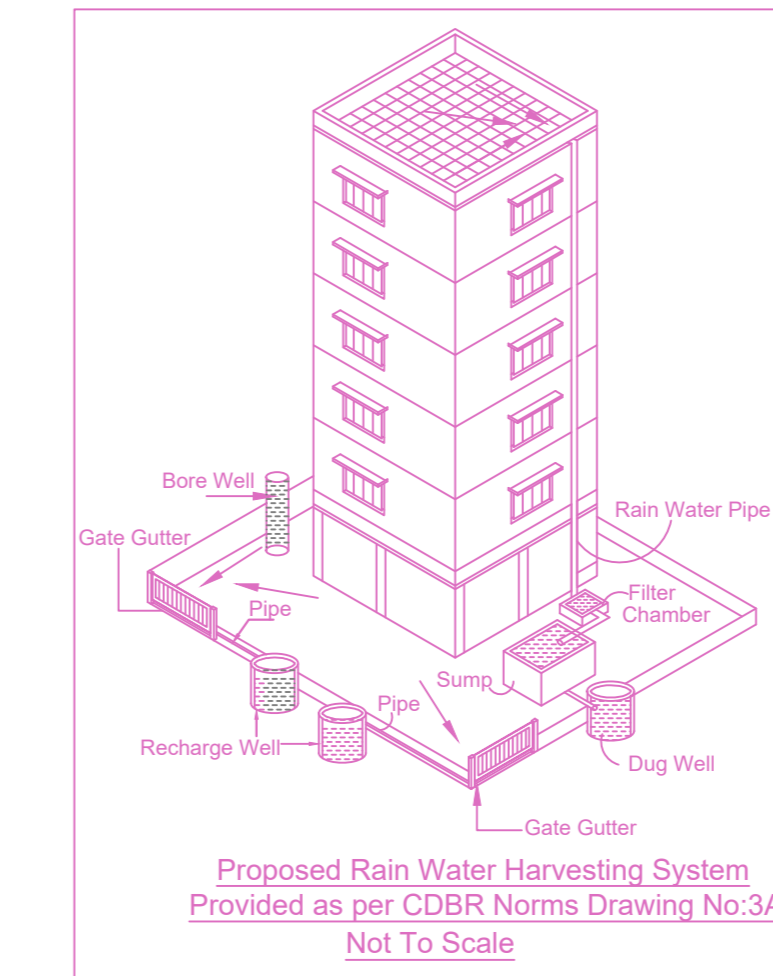 Bore Well
Rain Water Pipe
Gate Gutter
Filter
Chamber
Pipe
Sump
Pipe
Recharge Well
Dug Well
Gate Gutter
Proposed Rain Water Harvesting System
Provided as per CDBR Norms Drawing No:3A
Not To Scale